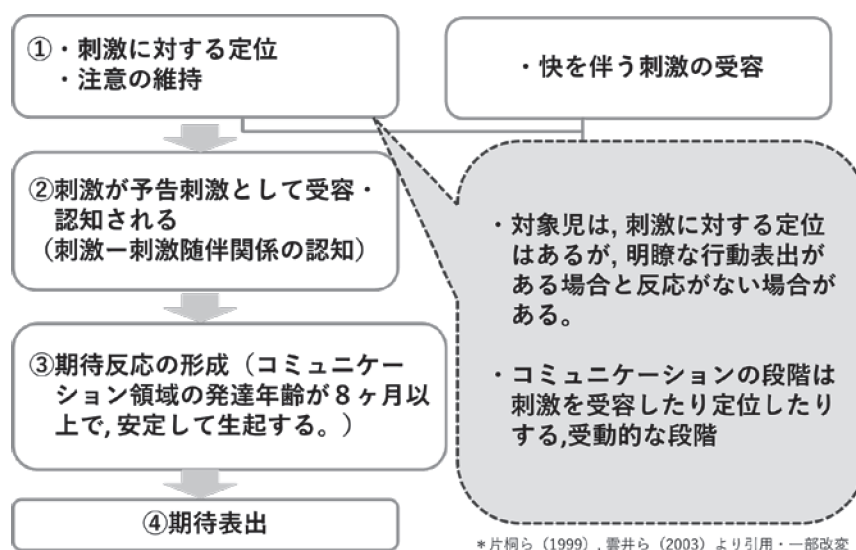 ①・刺激に対する定位
・注意の維持
・快を伴う刺激の受容
②刺激が予告刺激として受容・
認知される
（刺激ー刺激随伴関係の認知）
③期待反応の形成（コミュニケー
ション領域の発達年齢が８ヶ月以
上で, 安定して生起する。）
④期待表出
・対象児は, 刺激に対する定位
はあるが, 明瞭な行動表出が
ある場合と反応がない場合が
ある。
・コミュニケーションの段階は
刺激を受容したり定位したり
する,受動的な段階
＊片桐ら（1999）, 雲井ら（2003）より引用・一部改変